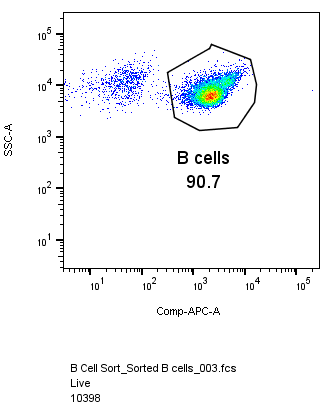 10⁵
10⁴
10³
10²
10¹
SSC-A
B cells
90.7
10¹ 10² 10³ 10⁴ 10⁵
Comp-APC-A
B Cell Sort_Sorted B cells_003.fcs
Live
10398